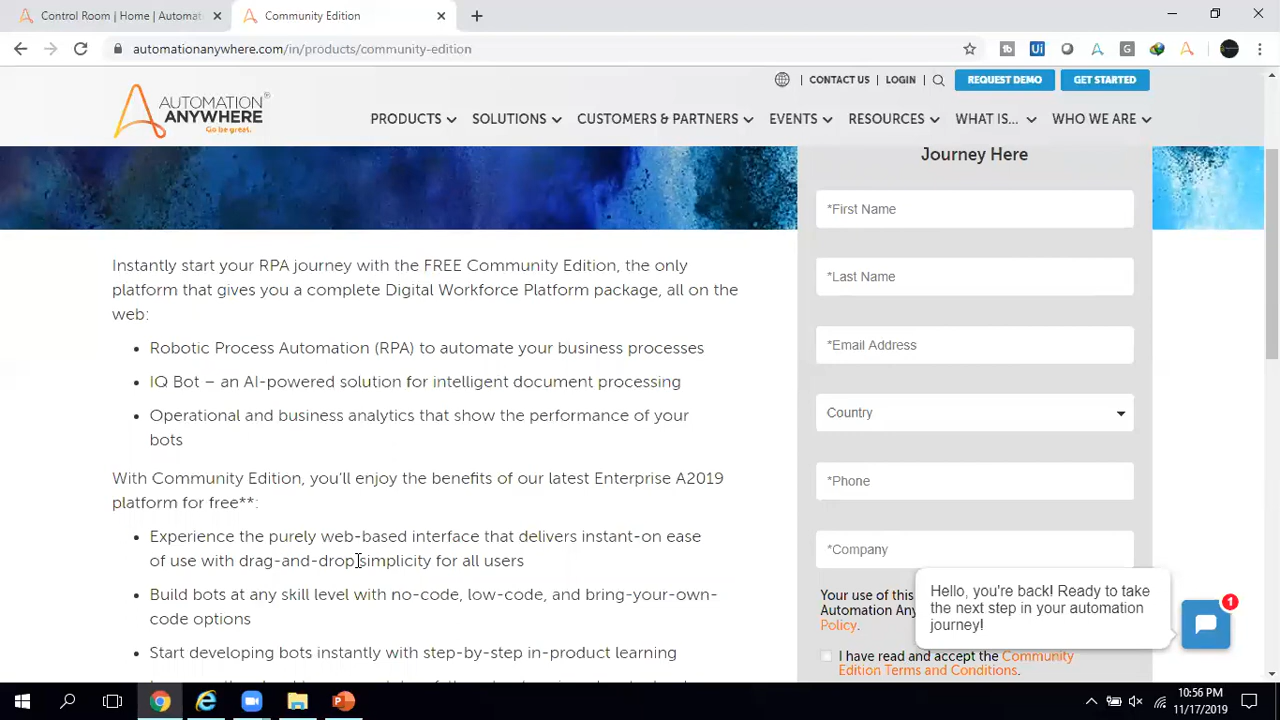 Control Room | Home | Automat
Community Edition
automationanywhere.com/in/products/community-edition
CONTACT US | LOGIN
REQUEST DEMO
GET STARTED
AUTOMATION
ANYWHERE
Go be great.
PRODUCTS
SOLUTIONS
CUSTOMERS & PARTNERS
EVENTS
RESOURCES
WHAT IS...
WHO WE ARE
Journey Here
*First Name
*Last Name
*Email Address
Country
*Phone
*Company
Instantly start your RPA journey with the FREE Community Edition, the only
platform that gives you a complete Digital Workforce Platform package, all on the
web:
• Robotic Process Automation (RPA) to automate your business processes
• IQ Bot – an AI-powered solution for intelligent document processing
• Operational and business analytics that show the performance of your
bots
With Community Edition, you'll enjoy the benefits of our latest Enterprise A2019
platform for free**:
• Experience the purely web-based interface that delivers instant-on ease
of use with drag-and-drop simplicity for all users
• Build bots at any skill level with no-code, low-code, and bring-your-own-
code options
• Start developing bots instantly with step-by-step in-product learning
Your use of this
Automation Any
Policy.
I have read and accept the Community
Edition Terms and Conditions.
Hello, you're back! Ready to take
the next step in your automation
journey!
1
10:56 PM
11/17/2019